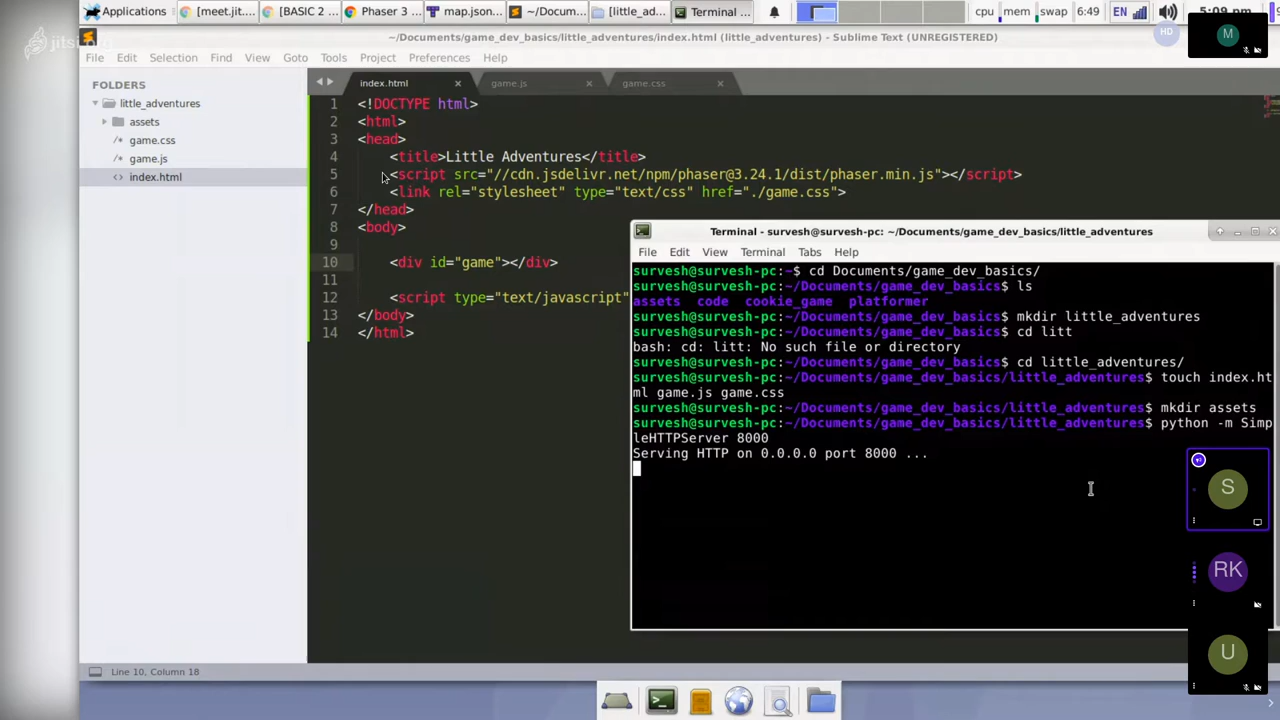 Applications
[meet.jit...
[BASIC 2 ...
Phaser 3 ...
map.json...
~/Docum...
[little_ad...
Terminal ...
cpu
mem
swap
6:49
EN
05:09 pm
jitsi.org
HD
M
~/Documents/game_dev_basics/little_adventures/index.html (little_adventures) - Sublime Text (UNREGISTERED)
File Edit Selection Find View Goto Tools Project Preferences Help
FOLDERS
little_adventures
assets
game.css
game.js
index.html
index.html
game.js
game.css
1 <!DOCTYPE html>
2 <html>
3 <head>
4 <title>Little Adventures</title>
5 <script src="//cdn.jsdelivr.net/npm/phaser@3.24.1/dist/phaser.min.js"></script>
6 <link rel="stylesheet" type="text/css" href="./game.css">
7 </head>
8 <body>
9
10 <div id="game"></div>
11
12 <script type="text/javascript"
13 </body>
14 </html>
Terminal - survesh@survesh-pc: ~/Documents/game_dev_basics/little_adventures
File Edit View Terminal Tabs Help
survesh@survesh-pc:~$ cd Documents/game_dev_basics/
survesh@survesh-pc:~/Documents/game_dev_basics$ ls
assets code cookie_game platformer
survesh@survesh-pc:~/Documents/game_dev_basics$ mkdir little_adventures
survesh@survesh-pc:~/Documents/game_dev_basics$ cd litt
bash: cd: litt: No such file or directory
survesh@survesh-pc:~/Documents/game_dev_basics$ cd little_adventures/
survesh@survesh-pc:~/Documents/game_dev_basics/little_adventures$ touch index.ht
ml game.js game.css
survesh@survesh-pc:~/Documents/game_dev_basics/little_adventures$ mkdir assets
survesh@survesh-pc:~/Documents/game_dev_basics/little_adventures$ python -m Simp
leHTTPServer 8000
Serving HTTP on 0.0.0.0 port 8000 ...
S
RK
U
Line 10, Column 18